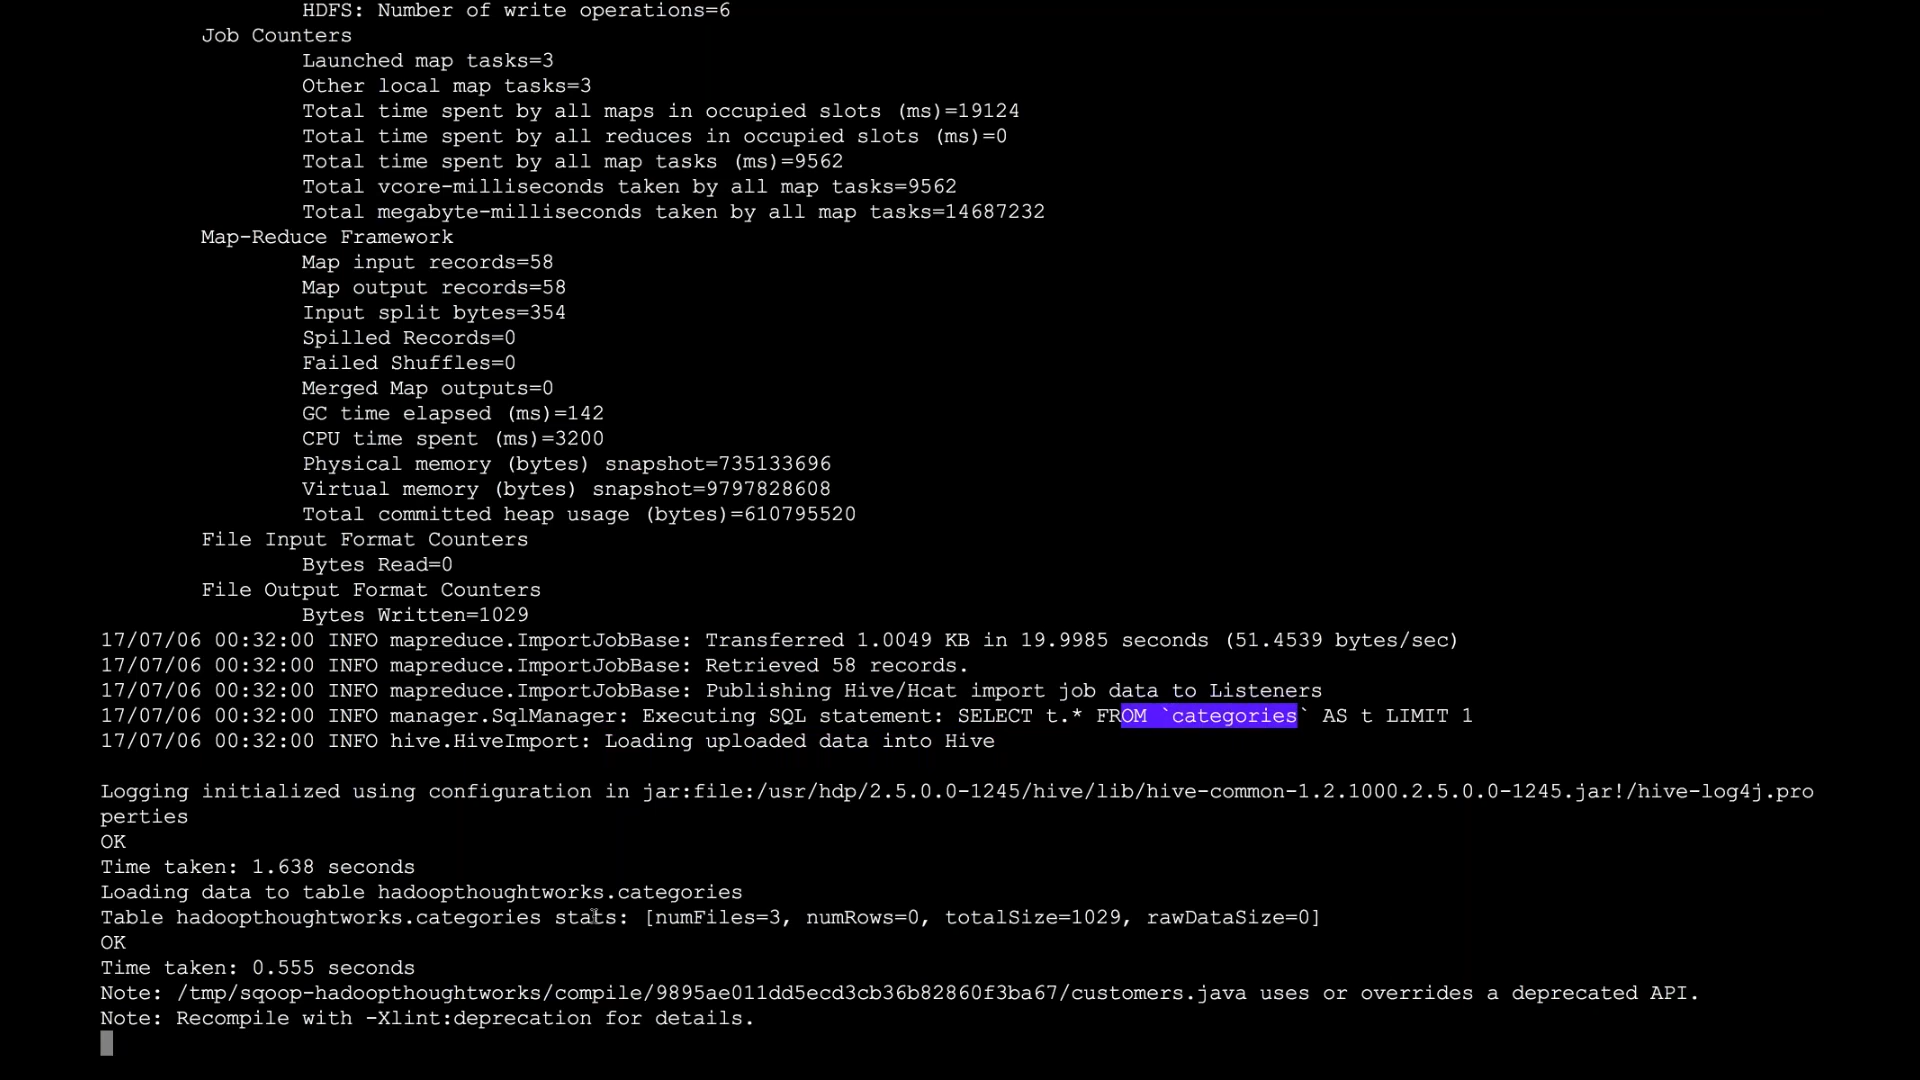 HDFS: Number of write operations=6
Job Counters
Launched map tasks=3
Other local map tasks=3
Total time spent by all maps in occupied slots (ms)=19124
Total time spent by all reduces in occupied slots (ms)=0
Total time spent by all map tasks (ms)=9562
Total vcore-milliseconds taken by all map tasks=9562
Total megabyte-milliseconds taken by all map tasks=14687232
Map-Reduce Framework
Map input records=58
Map output records=58
Input split bytes=354
Spilled Records=0
Failed Shuffles=0
Merged Map outputs=0
GC time elapsed (ms)=142
CPU time spent (ms)=3200
Physical memory (bytes) snapshot=735133696
Virtual memory (bytes) snapshot=9797828608
Total committed heap usage (bytes)=610795520
File Input Format Counters
Bytes Read=0
File Output Format Counters
Bytes Written=1029
17/07/06 00:32:00 INFO mapreduce.ImportJobBase: Transferred 1.0049 KB in 19.9985 seconds (51.4539 bytes/sec)
17/07/06 00:32:00 INFO mapreduce.ImportJobBase: Retrieved 58 records.
17/07/06 00:32:00 INFO mapreduce.ImportJobBase: Publishing Hive/Hcat import job data to Listeners
17/07/06 00:32:00 INFO manager.SqlManager: Executing SQL statement: SELECT t.* FROM `categories` AS t LIMIT 1
17/07/06 00:32:00 INFO hive.HiveImport: Loading uploaded data into Hive
Logging initialized using configuration in jar:file:/usr/hdp/2.5.0.0-1245/hive/lib/hive-common-1.2.1000.2.5.0.0-1245.jar!/hive-log4j.pro
perties
OK
Time taken: 1.638 seconds
Loading data to table hadoopthoughtworks.categories
Table hadoopthoughtworks.categories stats: [numFiles=3, numRows=0, totalSize=1029, rawDataSize=0]
OK
Time taken: 0.555 seconds
Note: /tmp/sqoop-hadoopthoughtworks/compile/9895ae011dd5ecd3cb36b82860f3ba67/customers.java uses or overrides a deprecated API.
Note: Recompile with -Xlint:deprecation for details.